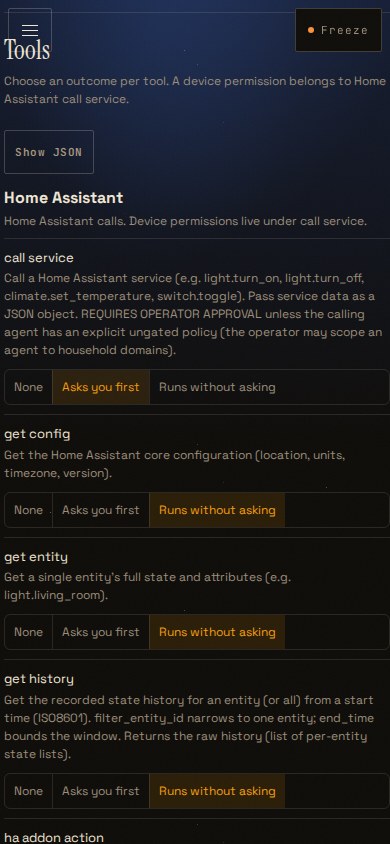 Freeze
Tools
Choose an outcome per tool. A device permission belongs to Home
Assistant call service.
Show JSON
Home Assistant
Home Assistant calls. Device permissions live under call service.
call service
Call a Home Assistant service (e.g. light.turn_on, light.turn_off,
climate.set_temperature, switch.toggle). Pass service data as a
JSON object. REQUIRES OPERATOR APPROVAL unless the calling
agent has an explicit ungated policy (the operator may scope an
agent to household domains).
None Asks you first Runs without asking
get config
Get the Home Assistant core configuration (location, units,
timezone, version).
None Asks you first Runs without asking
get entity
Get a single entity's full state and attributes (e.g.
light.living_room).
None Asks you first Runs without asking
get history
Get the recorded state history for an entity (or all) from a start
time (ISO8601). filter_entity_id narrows to one entity; end_time
bounds the window. Returns the raw history (list of per-entity
state lists).
None Asks you first Runs without asking
ha addon action